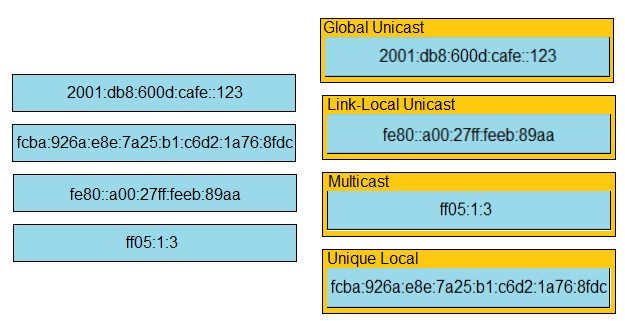 2001:db8:600d:cafe::123
fcba:926a:e8e:7a25:b1:c6d2:1a76:8fdc
fe80::a00:27ff:feeb:89aa
ff05:1:3
Global Unicast
2001:db8:600d:cafe::123
Link-Local Unicast
fe80::a00:27ff:feeb:89aa
Multicast
ff05:1:3
Unique Local
fcba:926a:e8e:7a25:b1:c6d2:1a76:8fdc